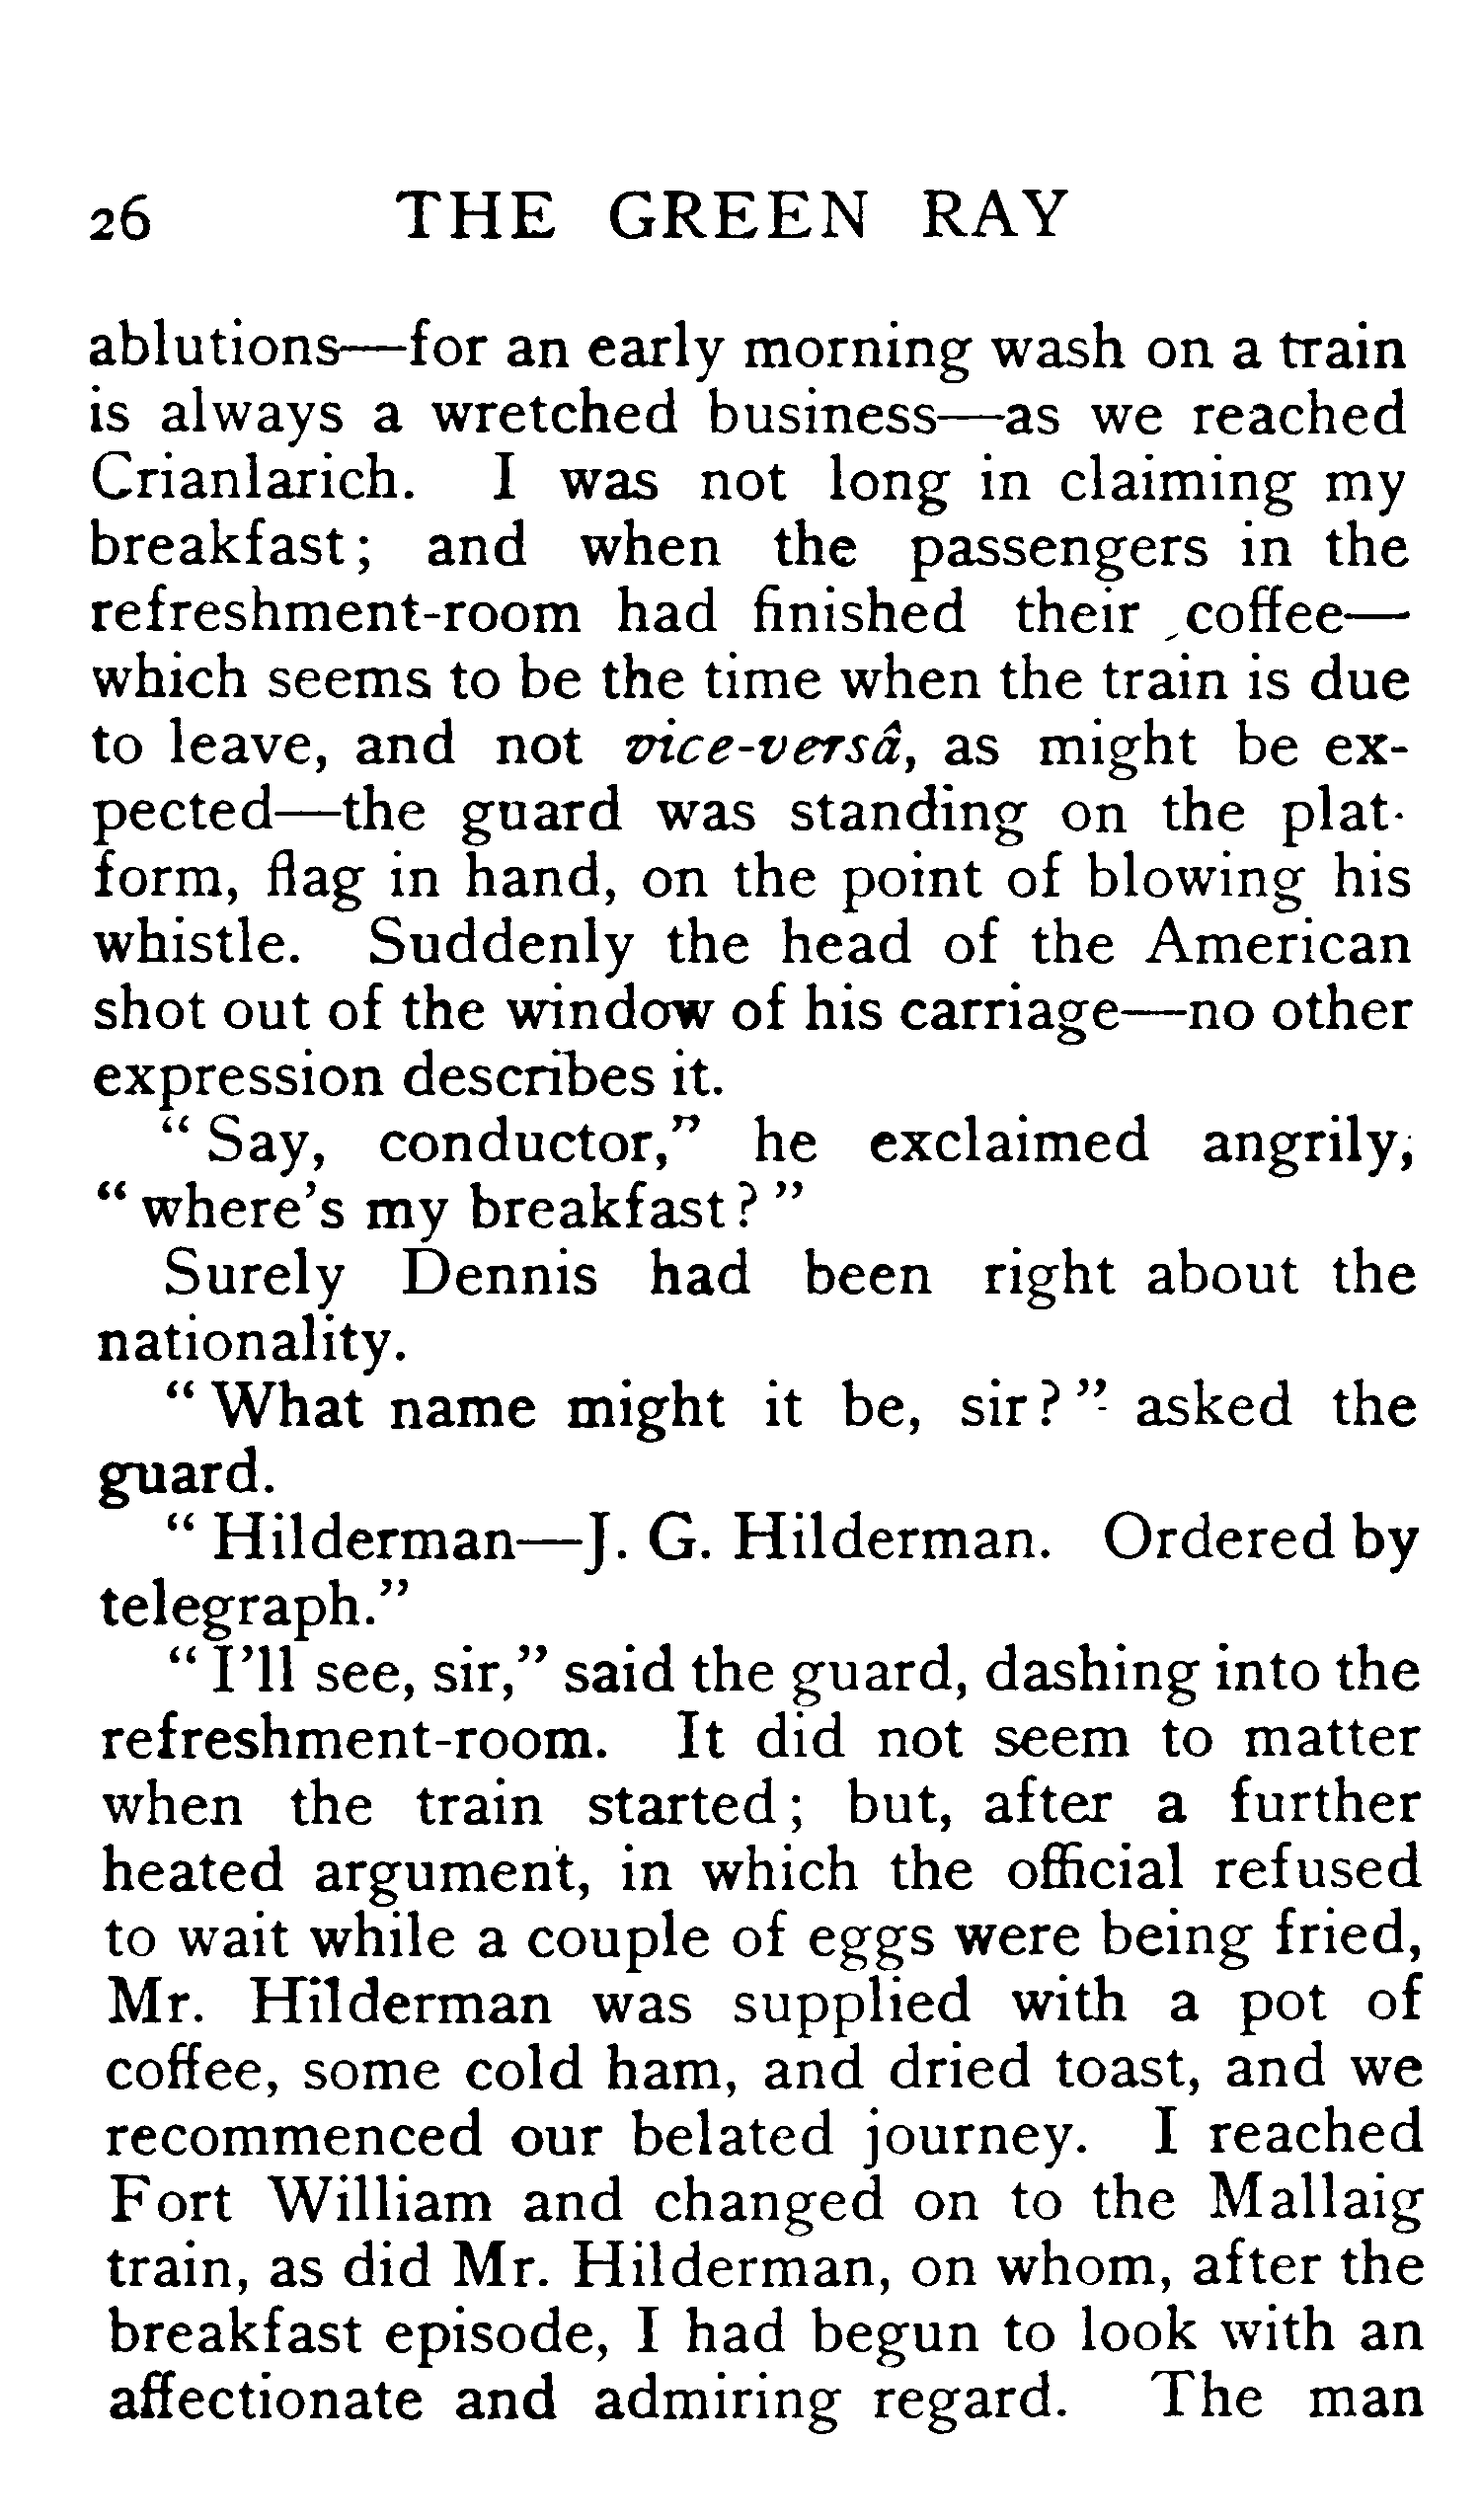 26 THE GREEN RAY
ablutions—for an early morning wash on a train
is always a wretched business—as we reached
Crianlarich. I was not long in claiming my
breakfast; and when the passengers in the
refreshment-room had finished their coffee—
which seems to be the time when the train is due
to leave, and not vice-versâ, as might be ex-
pected—the guard was standing on the plat-
form, flag in hand, on the point of blowing his
whistle. Suddenly the head of the American
shot out of the window of his carriage—no other
expression describes it.
"Say, conductor," he exclaimed angrily,
"where's my breakfast?"
Surely Dennis had been right about the
nationality.
"What name might it be, sir?" asked the
guard.
"Hilderman—J. G. Hilderman. Ordered by
telegraph."
"I'll see, sir," said the guard, dashing into the
refreshment-room. It did not seem to matter
when the train started; but, after a further
heated argument, in which the official refused
to wait while a couple of eggs were being fried,
Mr. Hilderman was supplied with a pot of
coffee, some cold ham, and dried toast, and we
recommenced our belated journey. I reached
Fort William and changed on to the Mallaig
train, as did Mr. Hilderman, on whom, after the
breakfast episode, I had begun to look with an
affectionate and admiring regard. The man